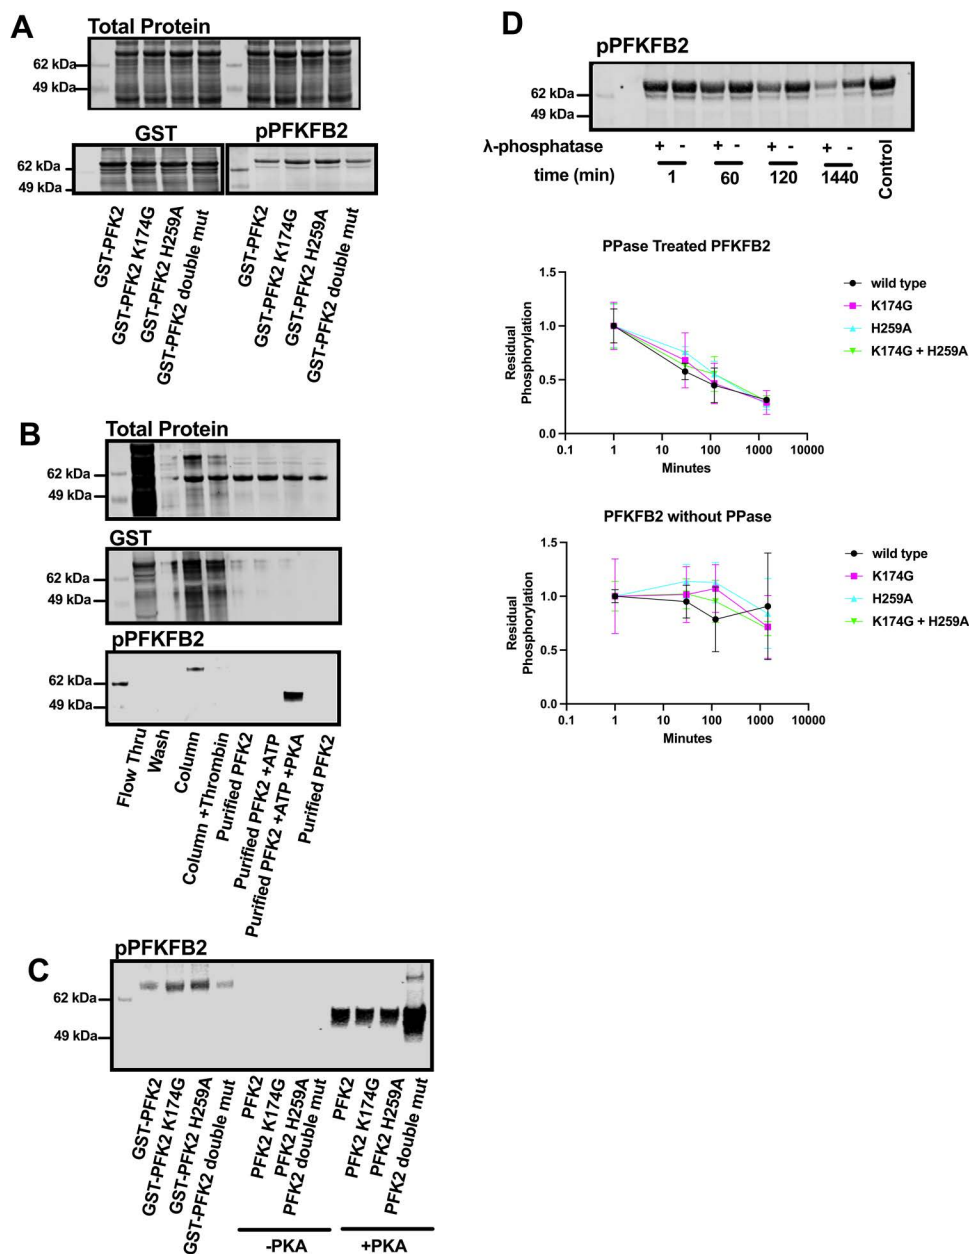 A
Total Protein
62 kDa
49 kDa
GST
pPFKFB2
62 kDa
49 kDa
GST-PFK2
GST-PFK2 K174G
GST-PFK2 H259A
GST-PFK2 double mut
GST-PFK2
GST-PFK2 K174G
GST-PFK2 H259A
GST-PFK2 double mut
B
Total Protein
62 kDa
49 kDa
GST
62 kDa
49 kDa
pPFKFB2
62 kDa
49 kDa
Flow Thru
Wash
Column
Column +Thrombin
Purified PFK2
Purified PFK2 +ATP
Purified PFK2 +ATP +PKA
Purified PFK2
C
pPFKFB2
62 kDa
49 kDa
GST-PFK2
GST-PFK2 K174G
GST-PFK2 H259A
GST-PFK2 double mut
PFK2
PFK2 K174G
PFK2 H259A
PFK2 double mut
PFK2
PFK2 K174G
PFK2 H259A
PFK2 double mut
-PKA
+PKA
D
pPFKFB2
62 kDa
49 kDa
λ-phosphatase + - + - + - + -
time (min) 1 60 120 1440
Control
PPase Treated PFKFB2
Residual
Phosphorylation
1.5
1.0
0.5
0.0
0.1 1 10 100 1000 10000
Minutes
wild type
K174G
H259A
K174G + H259A
PFKFB2 without PPase
Residual
Phosphorylation
1.5
1.0
0.5
0.0
0.1 1 10 100 1000 10000
Minutes
wild type
K174G
H259A
K174G + H259A